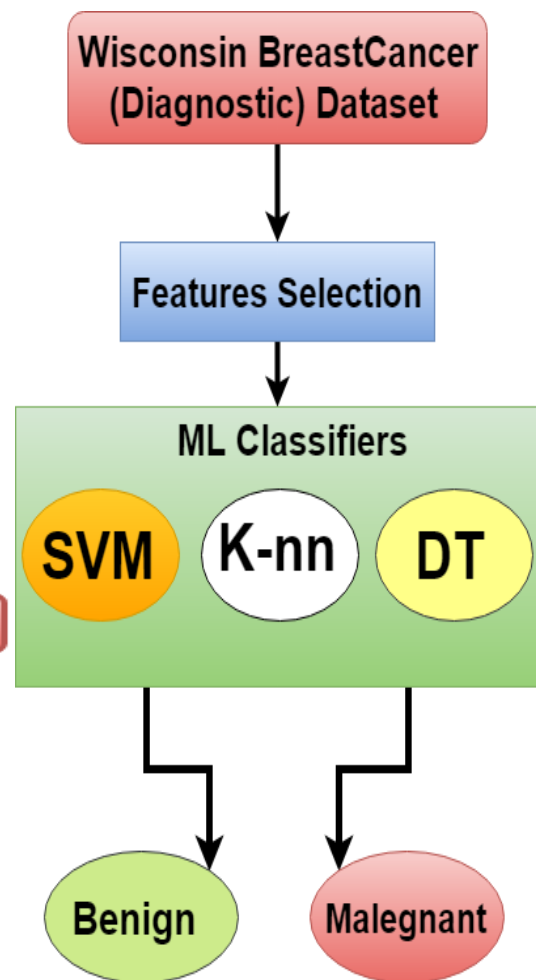 Wisconsin BreastCancer
(Diagnostic) Dataset
Features Selection
ML Classifiers
SVM
K-nn
DT
Benign
Malegnant